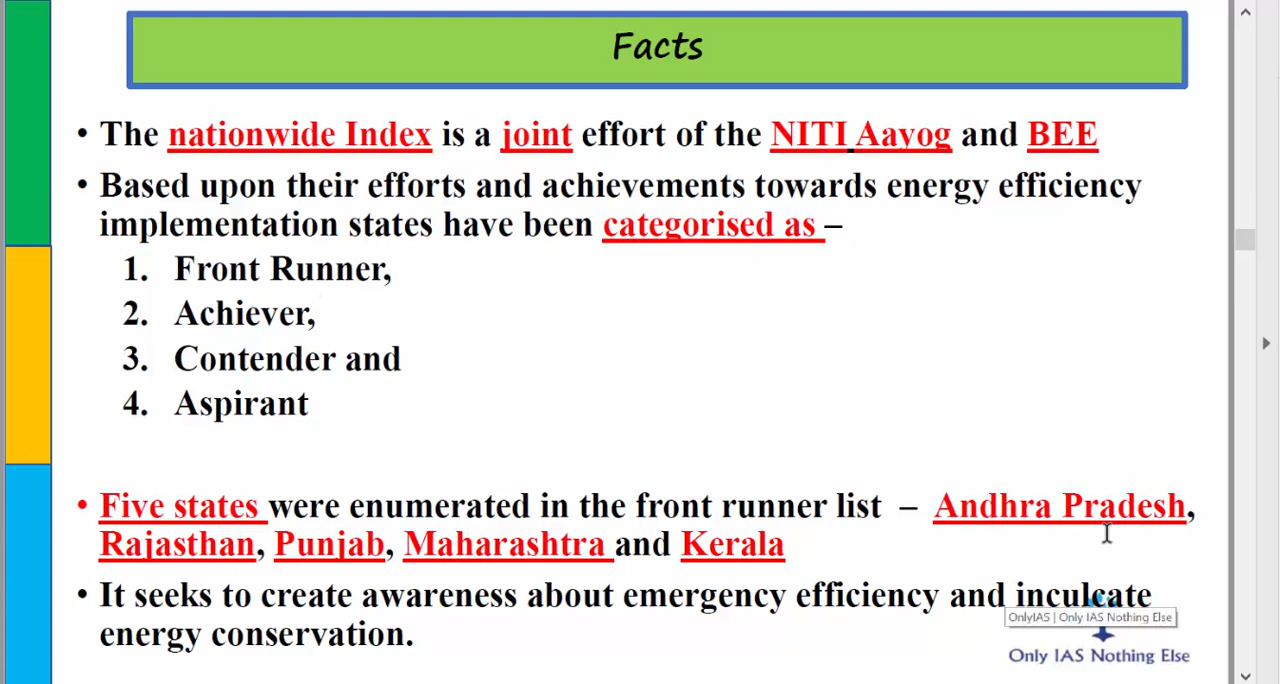 Facts
• The nationwide Index is a joint effort of the NITI Aayog and BEE
• Based upon their efforts and achievements towards energy efficiency
implementation states have been categorised as –
1. Front Runner,
2. Achiever,
3. Contender and
4. Aspirant
• Five states were enumerated in the front runner list – Andhra Pradesh,
Rajasthan, Punjab, Maharashtra and Kerala
• It seeks to create awareness about emergency efficiency and inculcate
energy conservation.
OnlyIAS | Only IAS Nothing Else
Only IAS Nothing Else